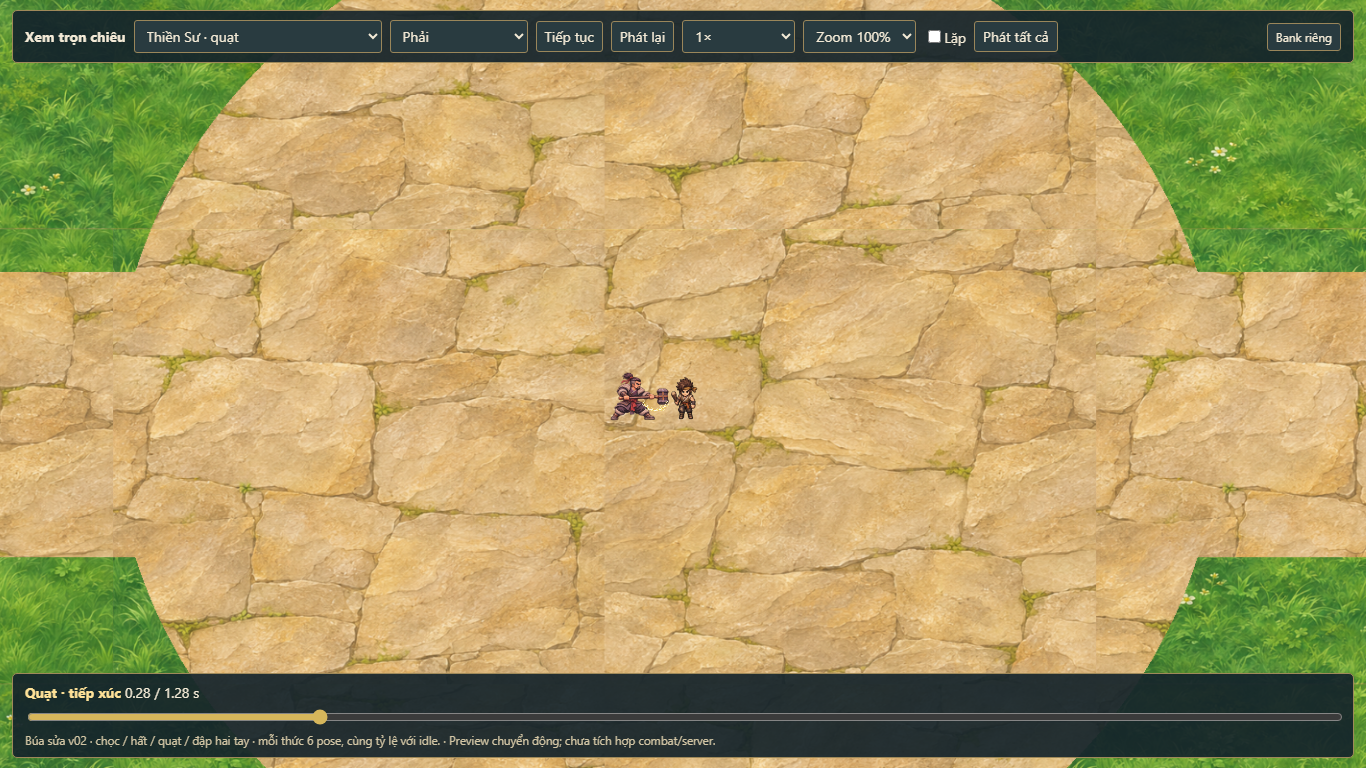 Xem trọn chiêu Thiền Sư · quạt Phải Tiếp tục Phát lại 1× Zoom 100% Lặp Phát tất cả Bank riêng
Quạt · tiếp xúc 0.28 / 1.28 s
Búa sửa v02 · chọc / hất / quạt / đập hai tay · mỗi thức 6 pose, cùng tỷ lệ với idle. · Preview chuyển động; chưa tích hợp combat/server.